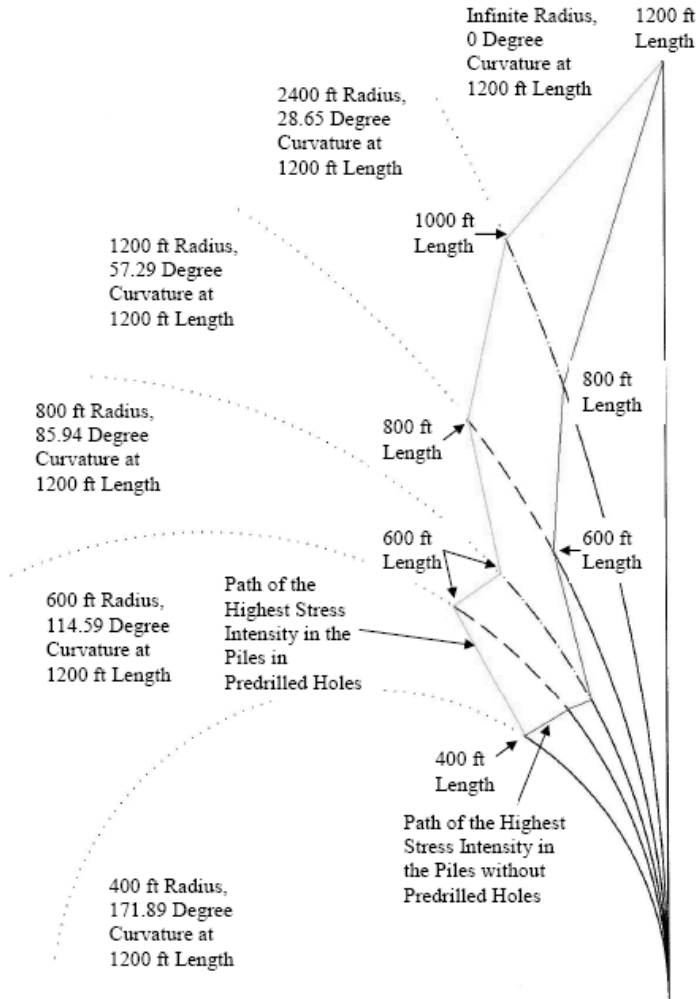 Infinite Radius,
0 Degree
Curvature at
1200 ft Length
1200 ft
Length
2400 ft Radius,
28.65 Degree
Curvature at
1200 ft Length
1000 ft
Length
1200 ft Radius,
57.29 Degree
Curvature at
1200 ft Length
800 ft
Length
800 ft Radius,
85.94 Degree
Curvature at
1200 ft Length
800 ft
Length
600 ft
Length
600 ft
Length
600 ft Radius,
114.59 Degree
Curvature at
1200 ft Length
Path of the
Highest Stress
Intensity in the
Piles in
Predrilled Holes
400 ft
Length
Path of the Highest
Stress Intensity in
the Piles without
Predrilled Holes
400 ft Radius,
171.89 Degree
Curvature at
1200 ft Length